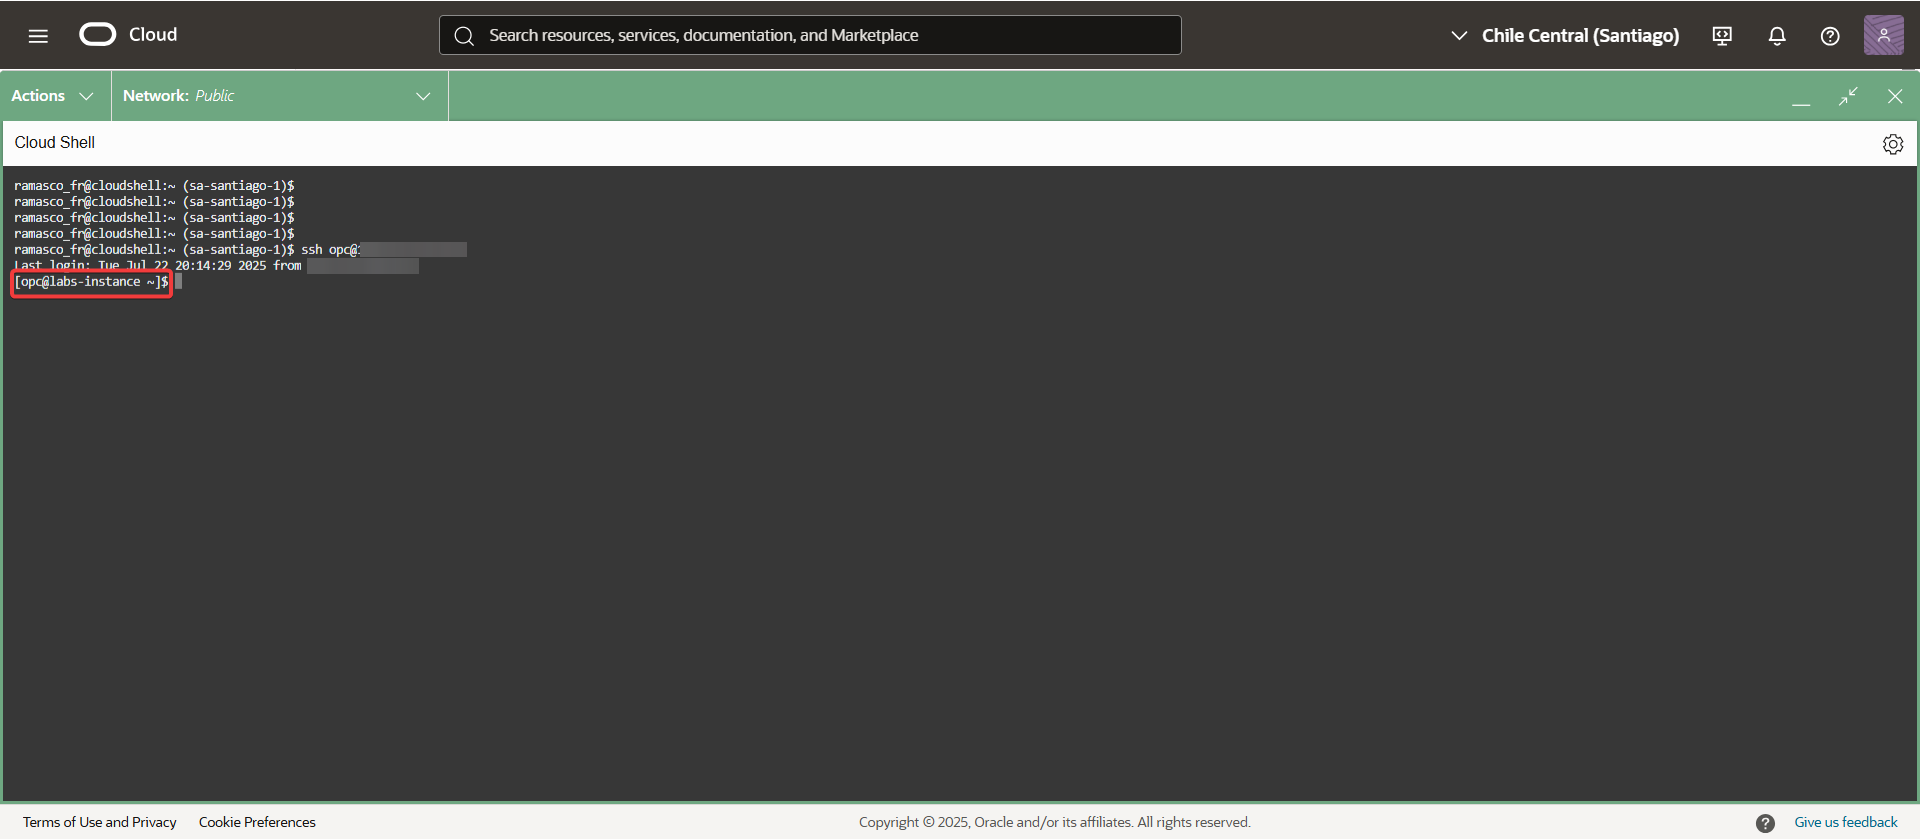 Cloud
Search resources, services, documentation, and Marketplace
Chile Central (Santiago)
Actions
Network: Public
Cloud Shell
ramasco_fr@cloudshell:~ (sa-santiago-1)$
ramasco_fr@cloudshell:~ (sa-santiago-1)$
ramasco_fr@cloudshell:~ (sa-santiago-1)$
ramasco_fr@cloudshell:~ (sa-santiago-1)$
ramasco_fr@cloudshell:~ (sa-santiago-1)$ ssh opc@
Last login: Tue Jul 22 20:14:29 2025 from
[opc@labs-instance ~]$
Terms of Use and Privacy
Cookie Preferences
Copyright © 2025, Oracle and/or its affiliates. All rights reserved.
Give us feedback